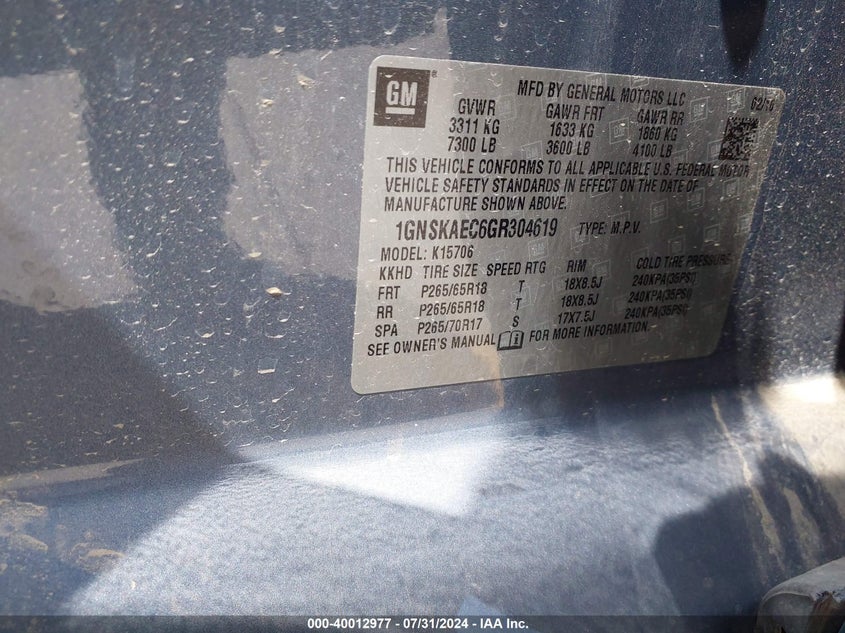 GM
MFD BY GENERAL MOTORS LLC 02/16
GVWR GAWR FRT GAWR RR
3311 KG 1633 KG 1860 KG
7300 LB 3600 LB 4100 LB
THIS VEHICLE CONFORMS TO ALL APPLICABLE U.S. FEDERAL MOTOR
VEHICLE SAFETY STANDARDS IN EFFECT ON THE DATE OF
MANUFACTURE SHOWN ABOVE.
1GNSKAEC6GR304619 TYPE: M.P.V.
MODEL: K15706
KKHD TIRE SIZE SPEED RTG RIM COLD TIRE PRESSURE
FRT P265/65R18 T 18X8.5J 240KPA(35PSI)
RR P265/65R18 T 18X8.5J 240KPA(35PSI)
SPA P265/70R17 S 17X7.5J 240KPA(35PSI)
SEE OWNER'S MANUAL FOR MORE INFORMATION.
000-40012977 - 07/31/2024 - IAA Inc.